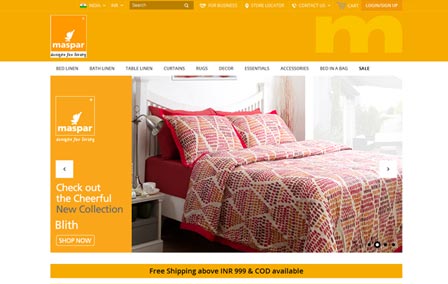 INDIA INR Search FOR BUSINESS STORE LOCATOR CONTACT US CART LOGIN/SIGN UP
maspar
designs for living
m
BED LINEN BATH LINEN TABLE LINEN CURTAINS RUGS DECOR ESSENTIALS ACCESSORIES BED IN A BAG SALE
maspar
designs for living
Check out
the Cheerful
New Collection
Blith
SHOP NOW
Free Shipping above INR 999 & COD available